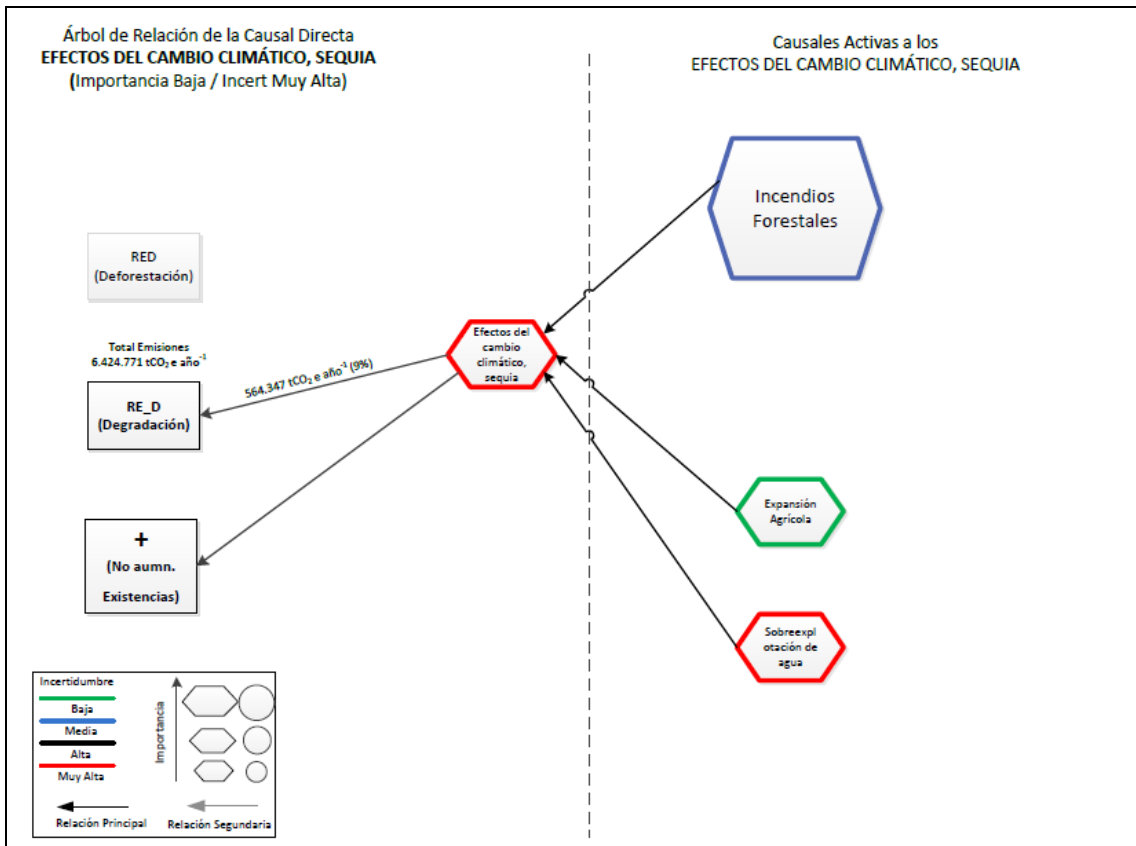 Árbol de Relación de la Causal Directa
EFECTOS DEL CAMBIO CLIMÁTICO, SEQUIA
(Importancia Baja / Incert Muy Alta)
Causales Activas a los
EFECTOS DEL CAMBIO CLIMÁTICO, SEQUIA
Incendios
Forestales
RED
(Deforestación)
Total Emisiones
6.424.771 tCO₂ e año⁻¹
564.347 tCO₂ e año⁻¹ (9%)
RE_D
(Degradación)
Efectos del
cambio
climático,
sequia
+
(No aumn.
Existencias)
Expansión
Agrícola
Sobreexpl
otación de
agua
Incertidumbre
Baja
Media
Alta
Muy Alta
Importancia
Relación Principal
Relación Segundaria